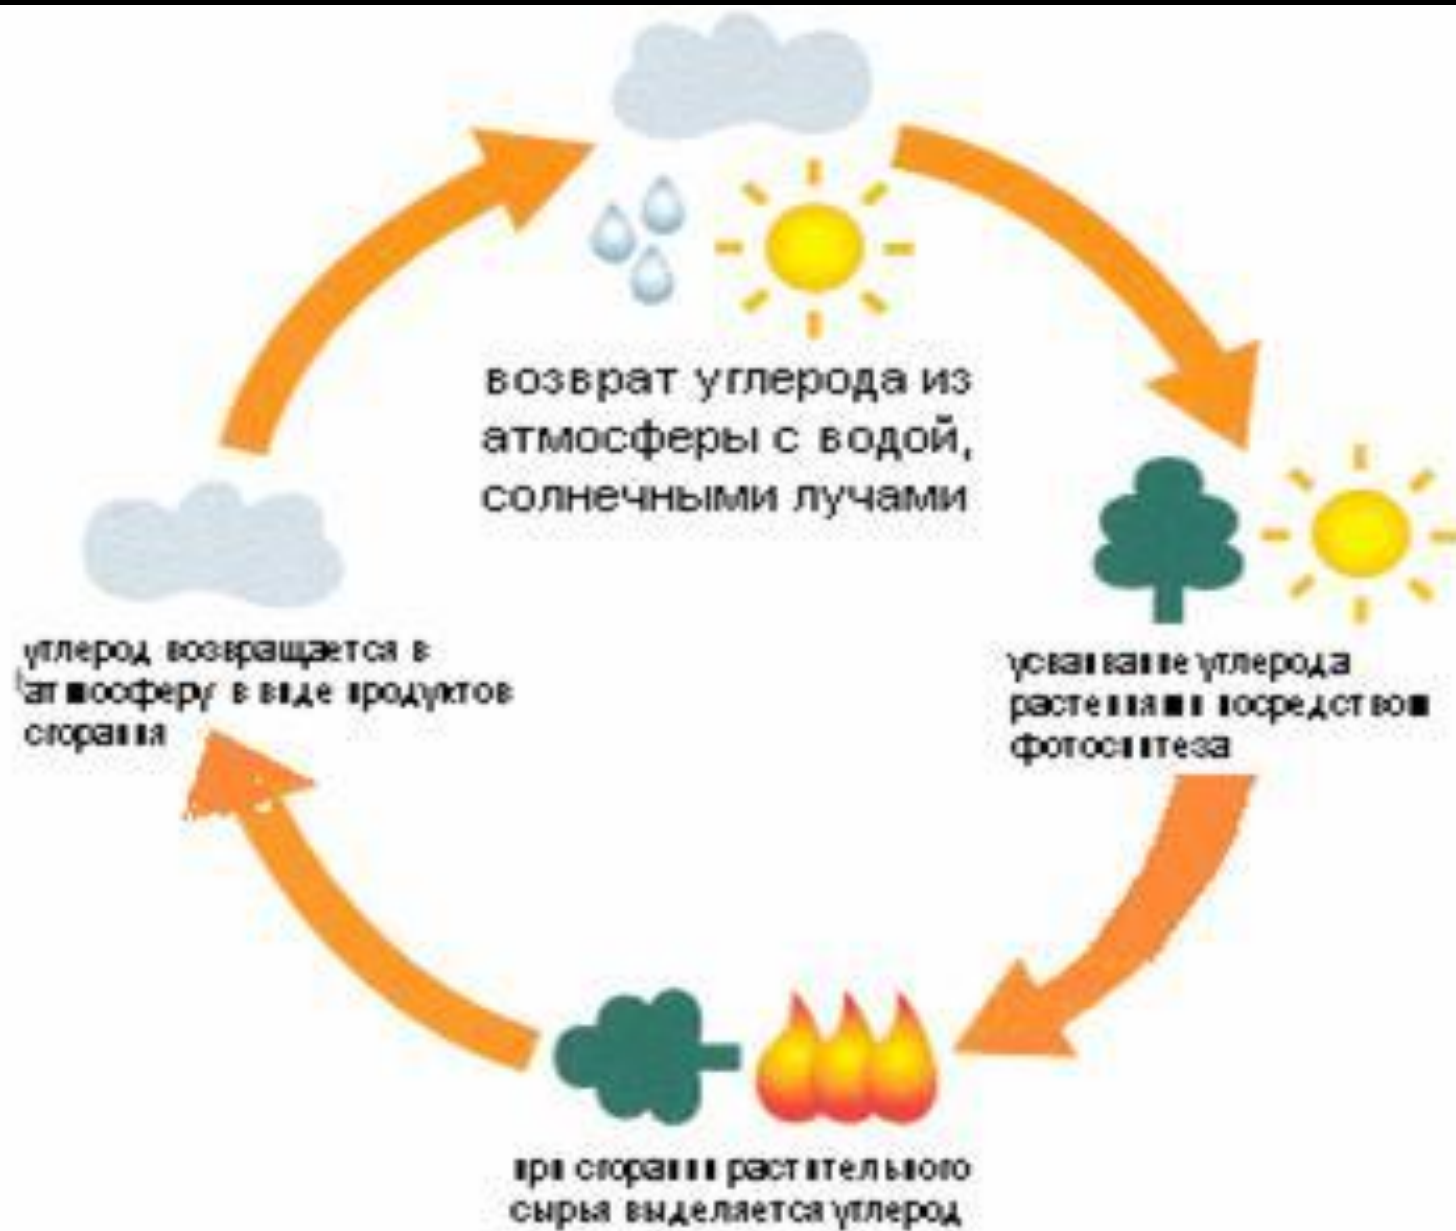 возврат углерода из
атмосферы с водой,
солнечными лучами
углерод возвращается в
атмосферу в виде продуктов
сгорания
усваивание углерода
растениями посредством
фотосинтеза
при сгорании растительного
сырья выделяется углерод